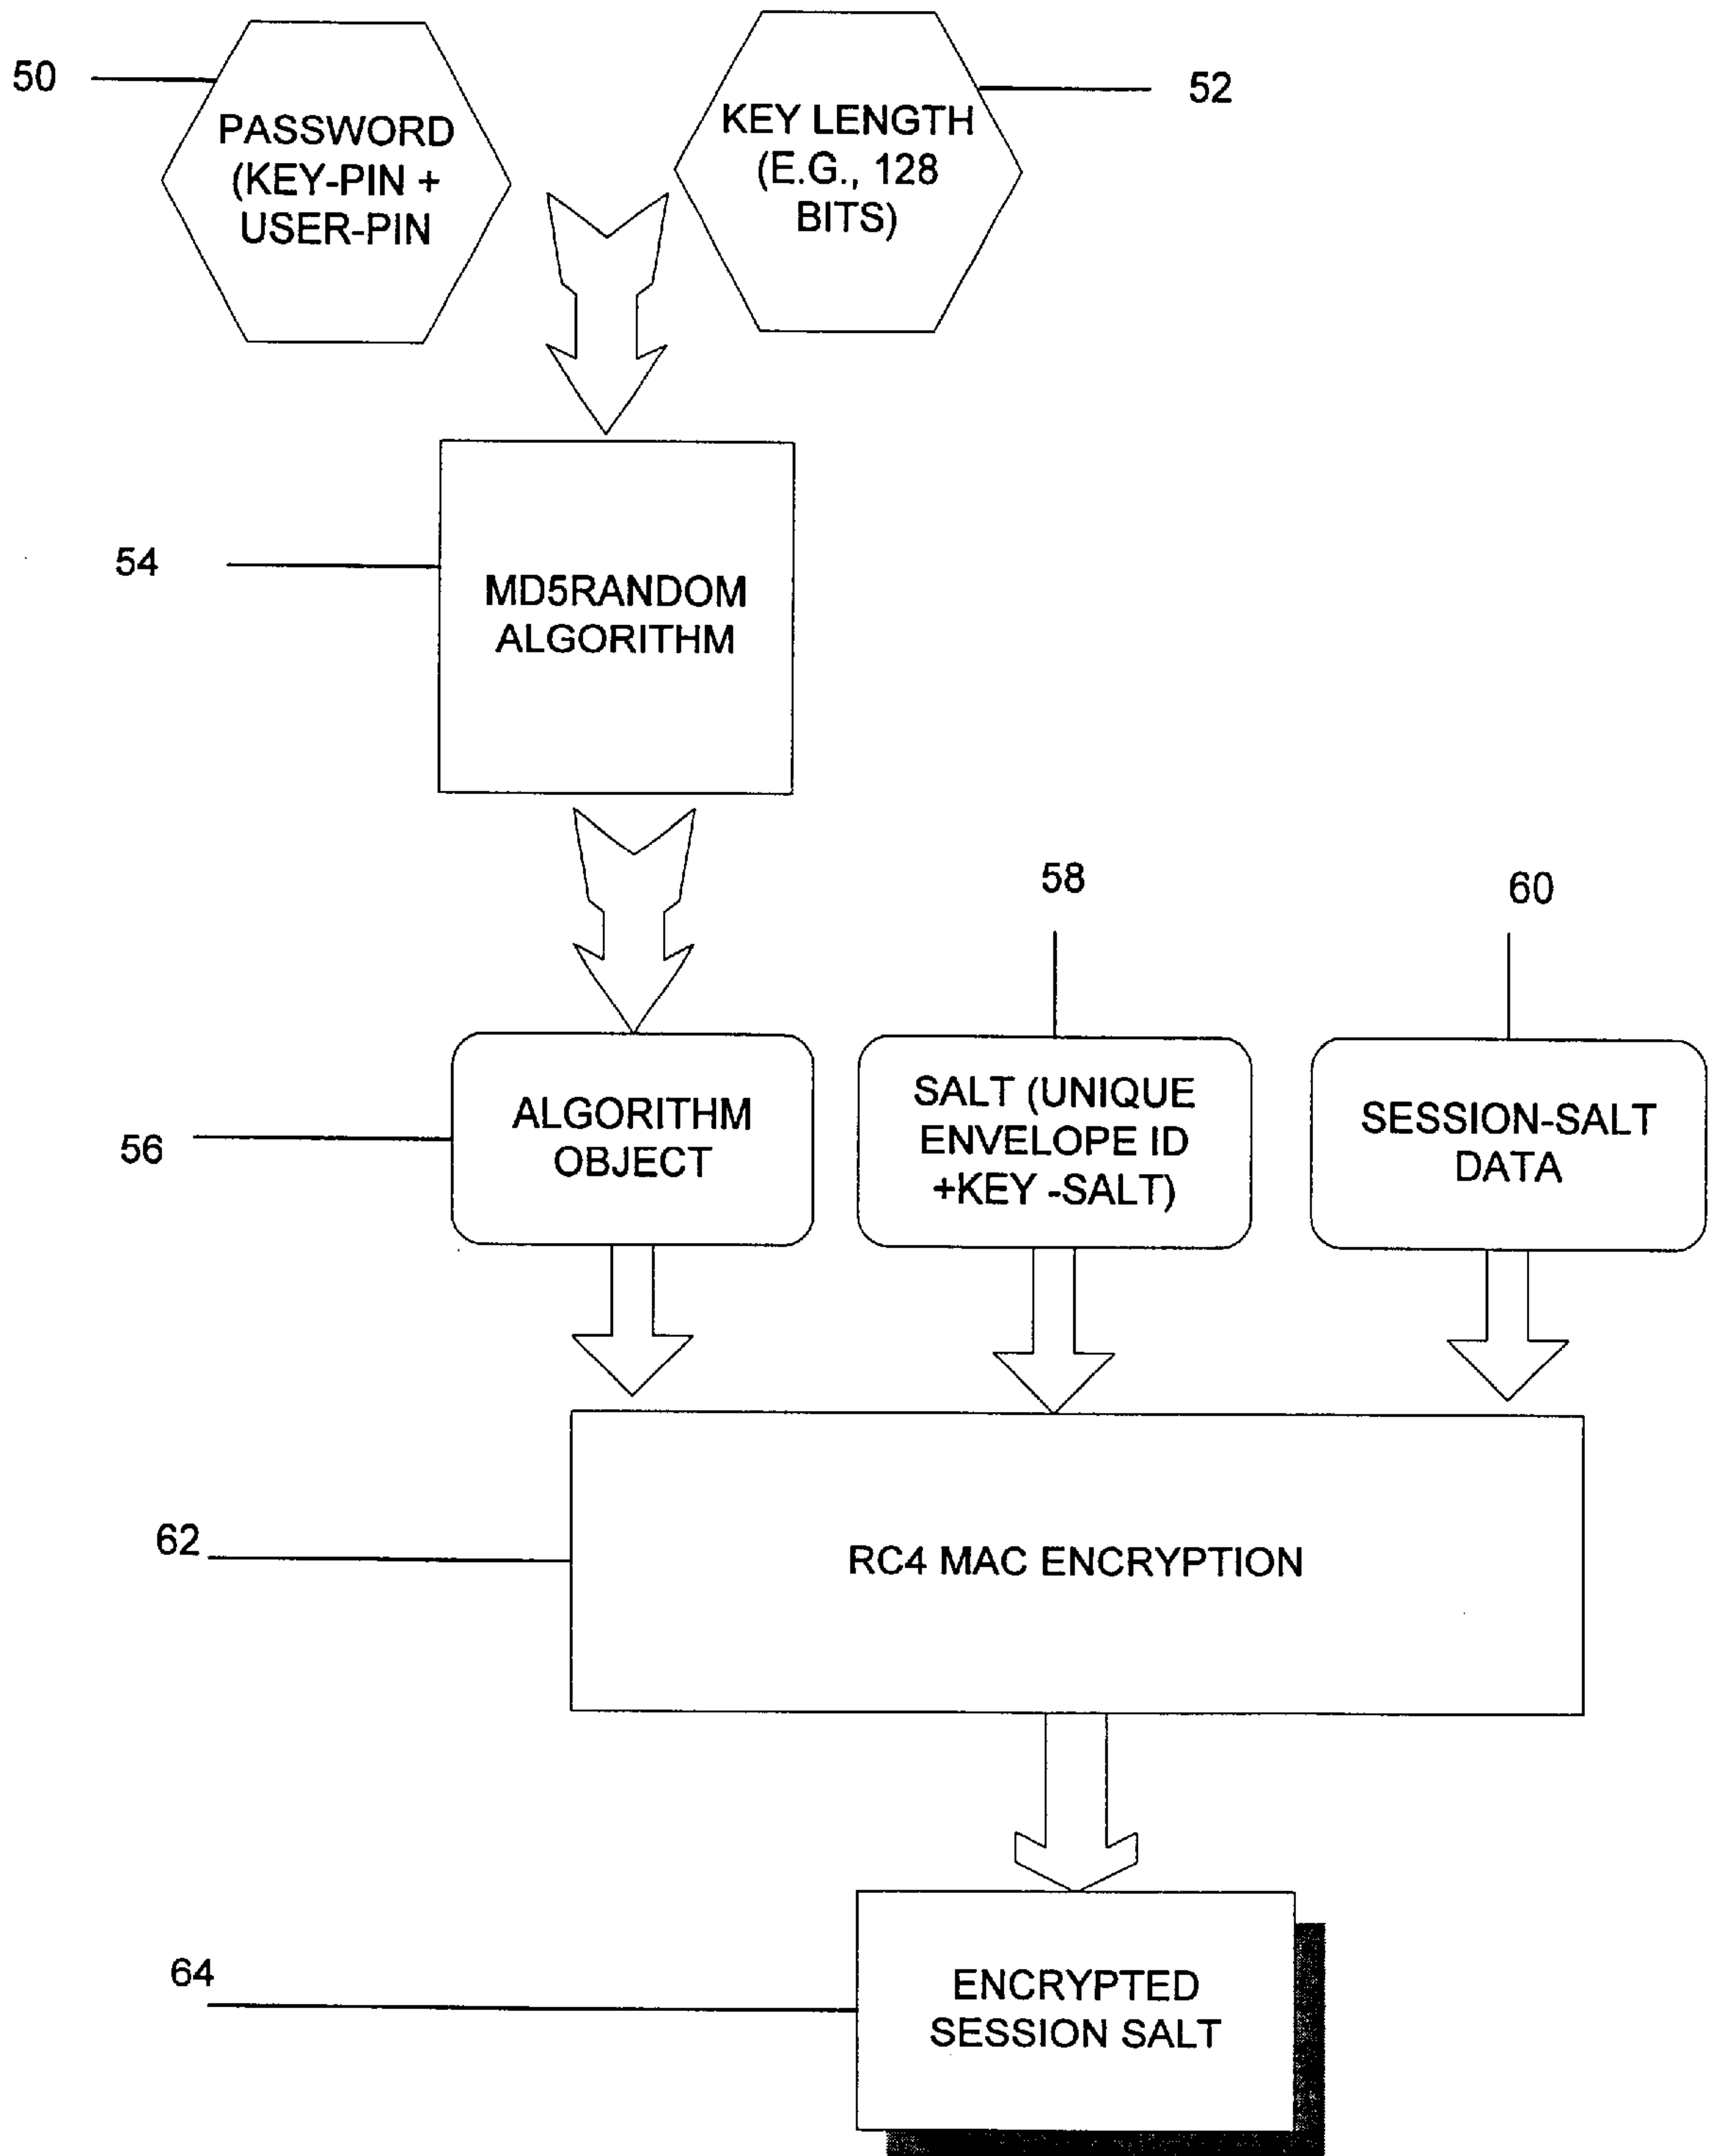 50
PASSWORD
(KEY-PIN +
USER-PIN
KEY LENGTH
(E.G., 128
BITS)
52
54
MD5RANDOM
ALGORITHM
58
60
56
ALGORITHM
OBJECT
SALT (UNIQUE
ENVELOPE ID
+KEY -SALT)
SESSION-SALT
DATA
62
RC4 MAC ENCRYPTION
64
ENCRYPTED
SESSION SALT